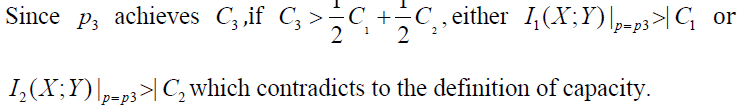 Since p₃ achieves C₃ ,if C₃ > 1/2 C₁ + 1/2 C₂ , either I₁(X;Y)|ₚ₌ₚ₃ >| C₁ or
I₂(X;Y)|ₚ₌ₚ₃ >| C₂ which contradicts to the definition of capacity.